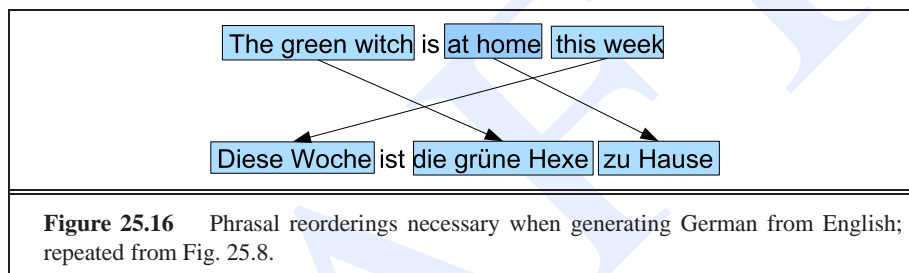 The green witch is at home this week
Diese Woche ist die grüne Hexe zu Hause
Figure 25.16 Phrasal reorderings necessary when generating German from English;
repeated from Fig. 25.8.